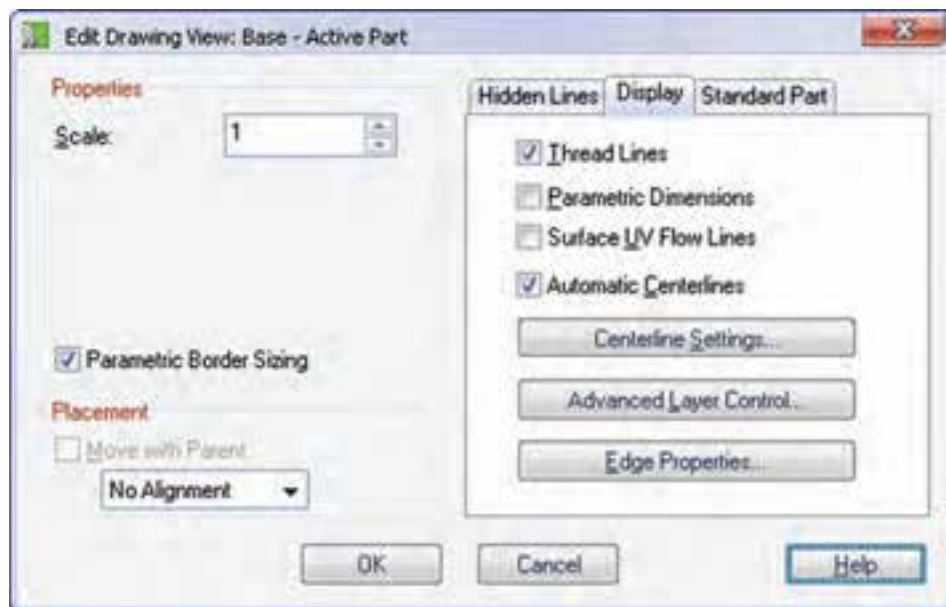 Edit Drawing View: Base - Active Part
Properties
Scale:
1
Parametric Border Sizing
Placement
Move with Parent
No Alignment
Hidden Lines
Display
Standard Part
Thread Lines
Parametric Dimensions
Surface UV Flow Lines
Automatic Centerlines
Centerline Settings...
Advanced Layer Control...
Edge Properties...
OK
Cancel
Help